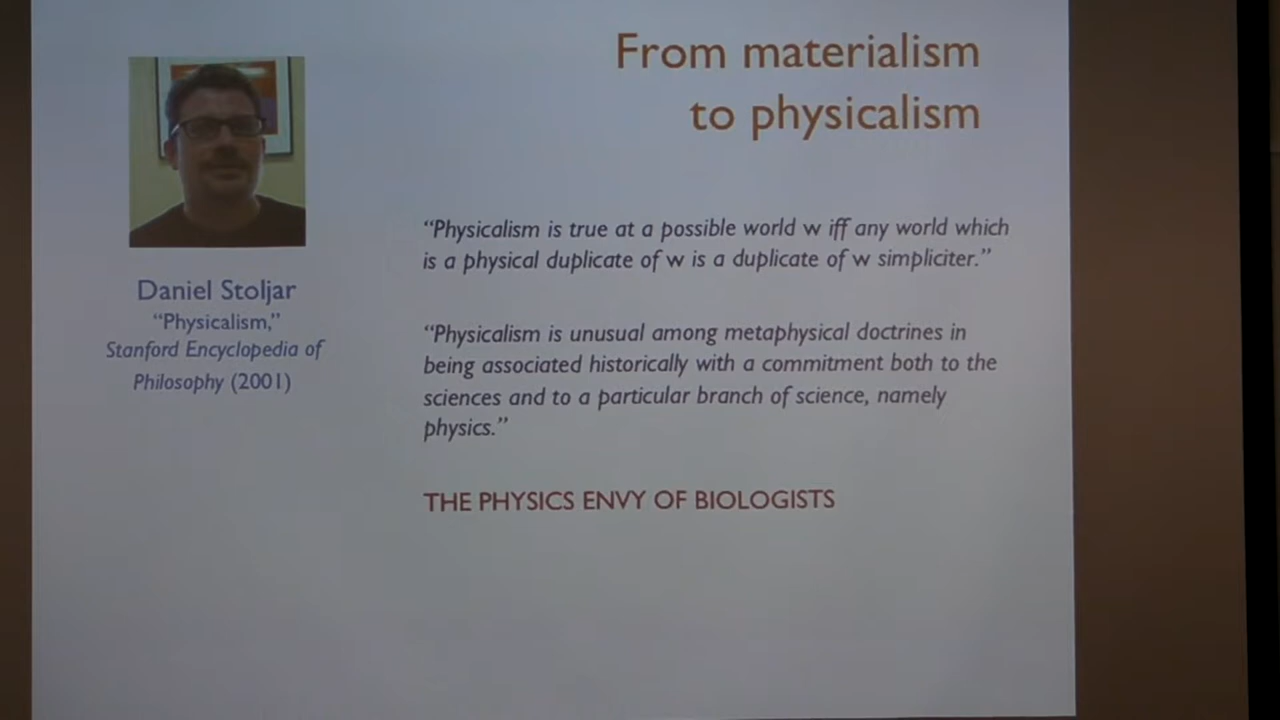 From materialism
to physicalism
“Physicalism is true at a possible world w iff any world which
is a physical duplicate of w is a duplicate of w simpliciter.”
Daniel Stoljar
“Physicalism,”
Stanford Encyclopedia of
Philosophy (2001)
“Physicalism is unusual among metaphysical doctrines in
being associated historically with a commitment both to the
sciences and to a particular branch of science, namely
physics.”
THE PHYSICS ENVY OF BIOLOGISTS